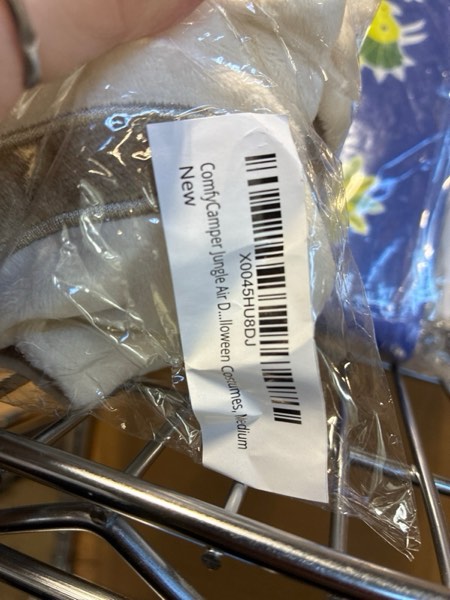 X0045HU8DJ
ComfyCamper Jungle Air D...lloween Costumes, Medium
New